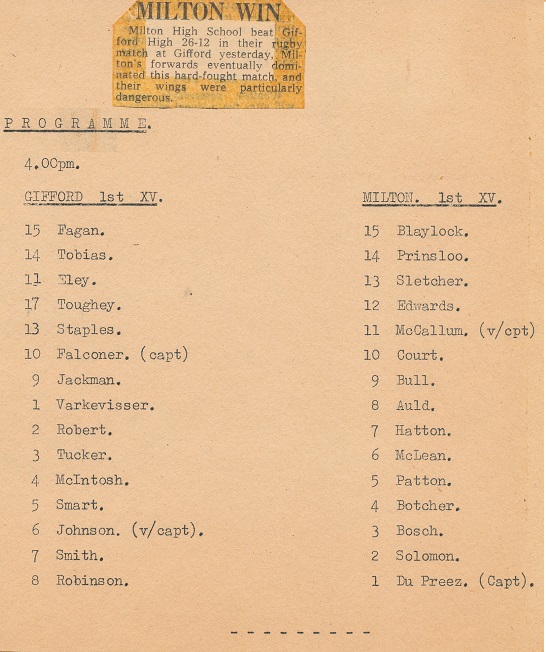 MILTON WIN
Milton High School beat Gif-
ford High 26-12 in their rugby
match at Gifford yesterday. Mil-
ton's forwards eventually domi-
nated this hard-fought match, and
their wings were particularly
dangerous.
PROGRAMME.
4.00pm.
GIFFORD 1st XV.
15 Fagan.
14 Tobias.
11 Eley.
17 Toughey.
13 Staples.
10 Falconer. (capt)
9 Jackman.
1 Varkevisser.
2 Robert.
3 Tucker.
4 McIntosh.
5 Smart.
6 Johnson. (v/capt).
7 Smith.
8 Robinson.
MILTON. 1st XV.
15 Blaylock.
14 Prinsloo.
13 Sletcher.
12 Edwards.
11 McCallum. (v/cpt)
10 Court.
9 Bull.
8 Auld.
7 Hatton.
6 McLean.
5 Patton.
4 Botcher.
3 Bosch.
2 Solomon.
1 Du Preez. (Capt).
---------